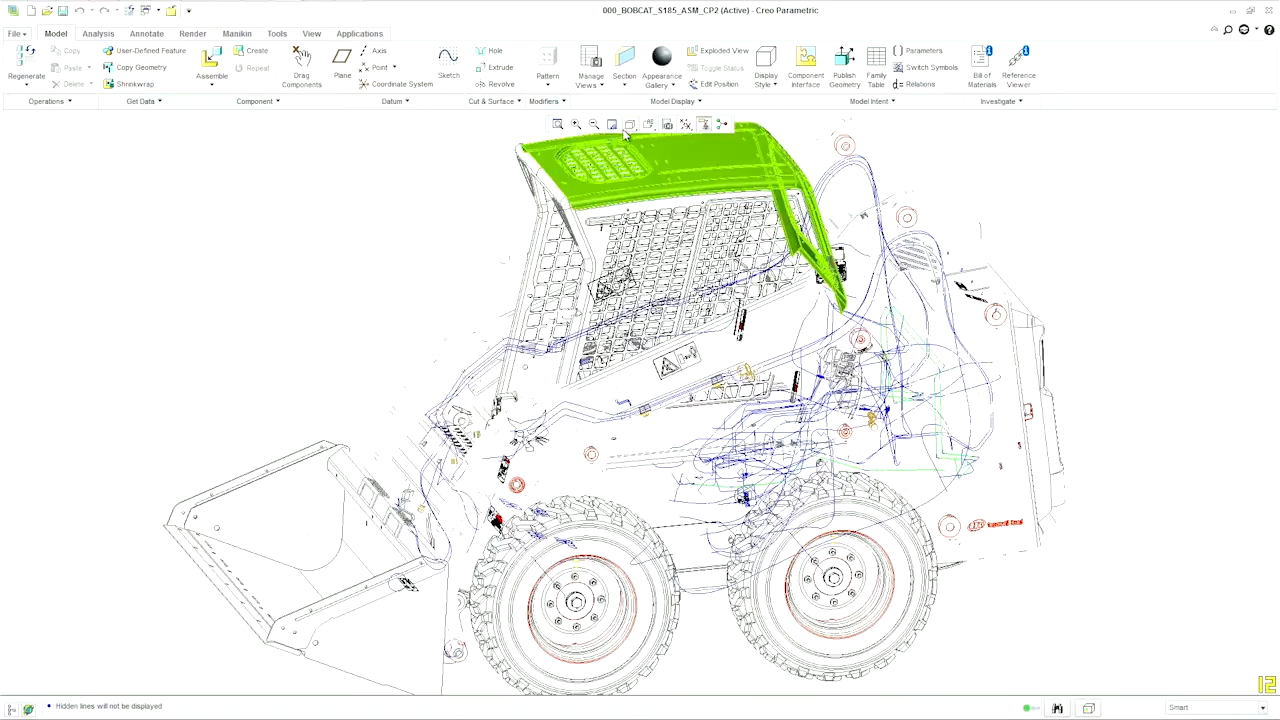 000_BOBCAT_S185_ASM_CP2 (Active) - Creo Parametric
File Model Analysis Annotate Render Manikin Tools View Applications
Regenerate
Copy
Paste
Delete
Operations
User-Defined Feature
Copy Geometry
Shrinkwrap
Get Data
Assemble
Create
Repeat
Drag Components
Component
Plane
Axis
Point
Coordinate System
Sketch
Datum
Hole
Extrude
Revolve
Cut & Surface
Pattern
Modifiers
Manage Views
Section
Appearance Gallery
Exploded View
Toggle Status
Edit Position
Display Style
Model Display
Component Interface
Publish Geometry
Family Table
Parameters
Switch Symbols
Relations
Model Intent
Bill of Materials
Reference Viewer
Investigate
12
Hidden lines will not be displayed
Smart